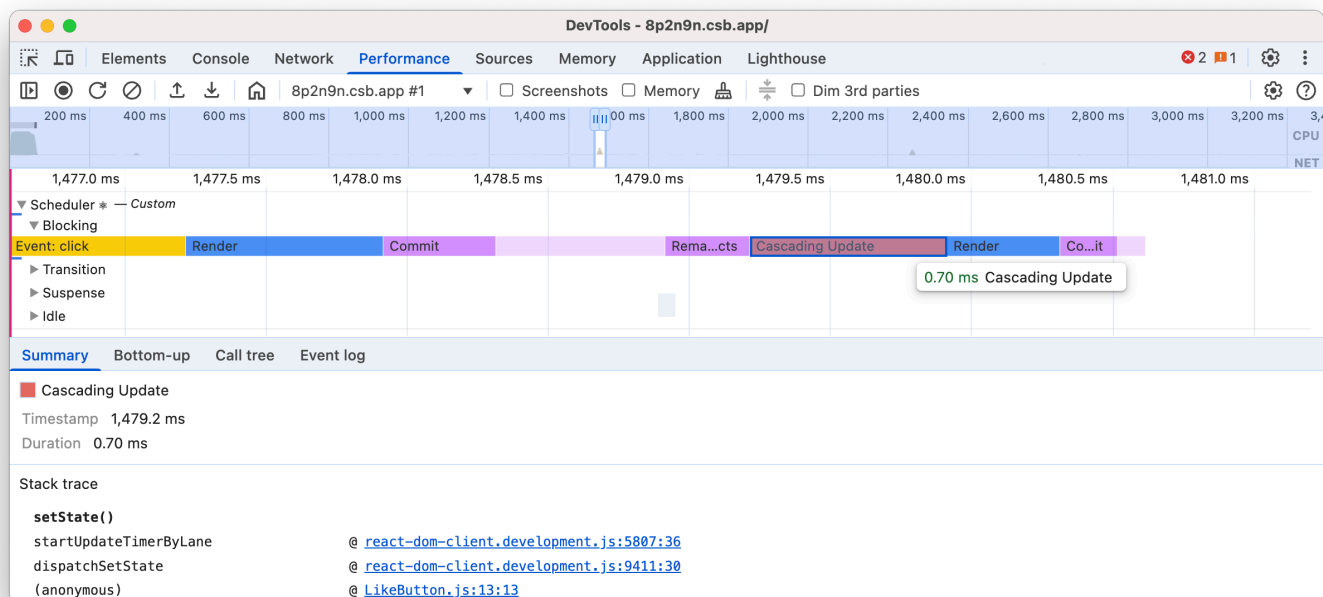 DevTools - 8p2n9n.csb.app/
Elements Console Network Performance Sources Memory Application Lighthouse 2 1
8p2n9n.csb.app #1 Screenshots Memory Dim 3rd parties
200 ms 400 ms 600 ms 800 ms 1,000 ms 1,200 ms 1,400 ms 00 ms 1,800 ms 2,000 ms 2,200 ms 2,400 ms 2,600 ms 2,800 ms 3,000 ms 3,200 ms 3,4
CPU
NET
1,477.0 ms 1,477.5 ms 1,478.0 ms 1,478.5 ms 1,479.0 ms 1,479.5 ms 1,480.0 ms 1,480.5 ms 1,481.0 ms
Scheduler ⚛ — Custom
Blocking
Event: click Render Commit Rema…cts Cascading Update Render Co…it
Transition
0.70 ms Cascading Update
Suspense
Idle
Summary Bottom-up Call tree Event log
Cascading Update
Timestamp 1,479.2 ms
Duration 0.70 ms
Stack trace
setState()
startUpdateTimerByLane @ react-dom-client.development.js:5807:36
dispatchSetState @ react-dom-client.development.js:9411:30
(anonymous) @ LikeButton.js:13:13